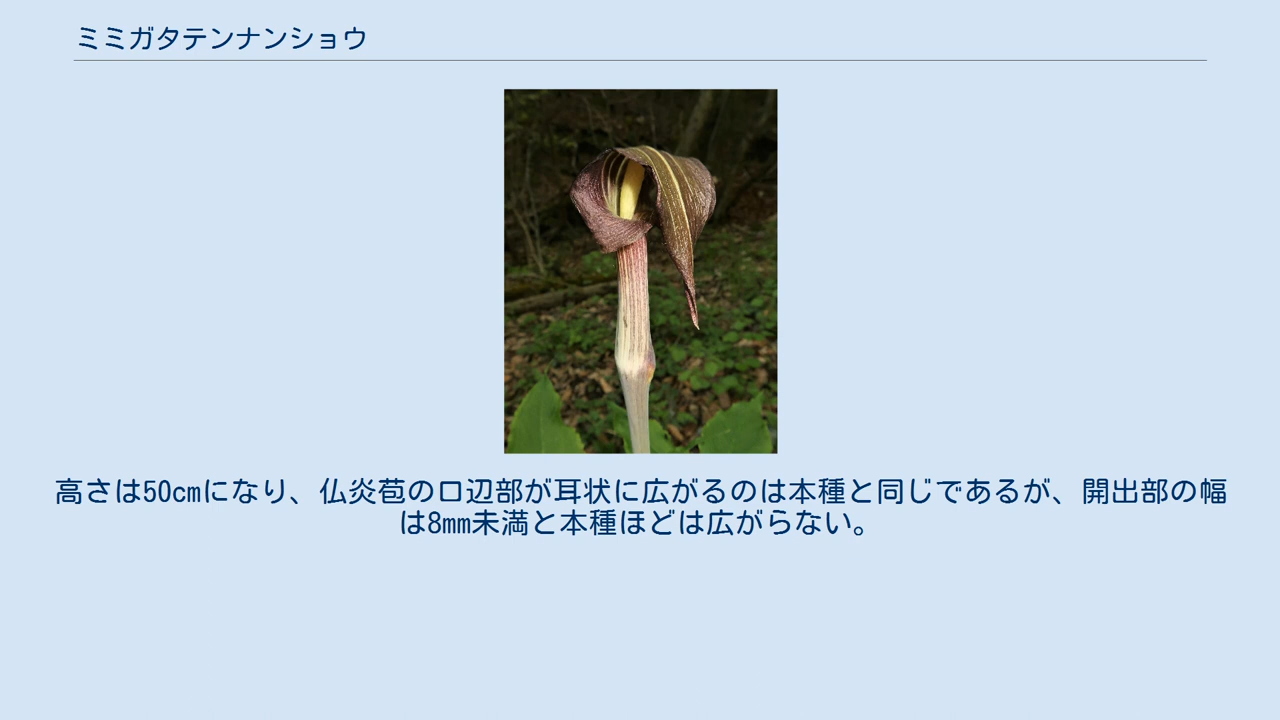 ミミガタテンナンショウ
高さは50cmになり、仏炎苞の口辺部が耳状に広がるのは本種と同じであるが、開出部の幅
は8mm未満と本種ほどは広がらない。